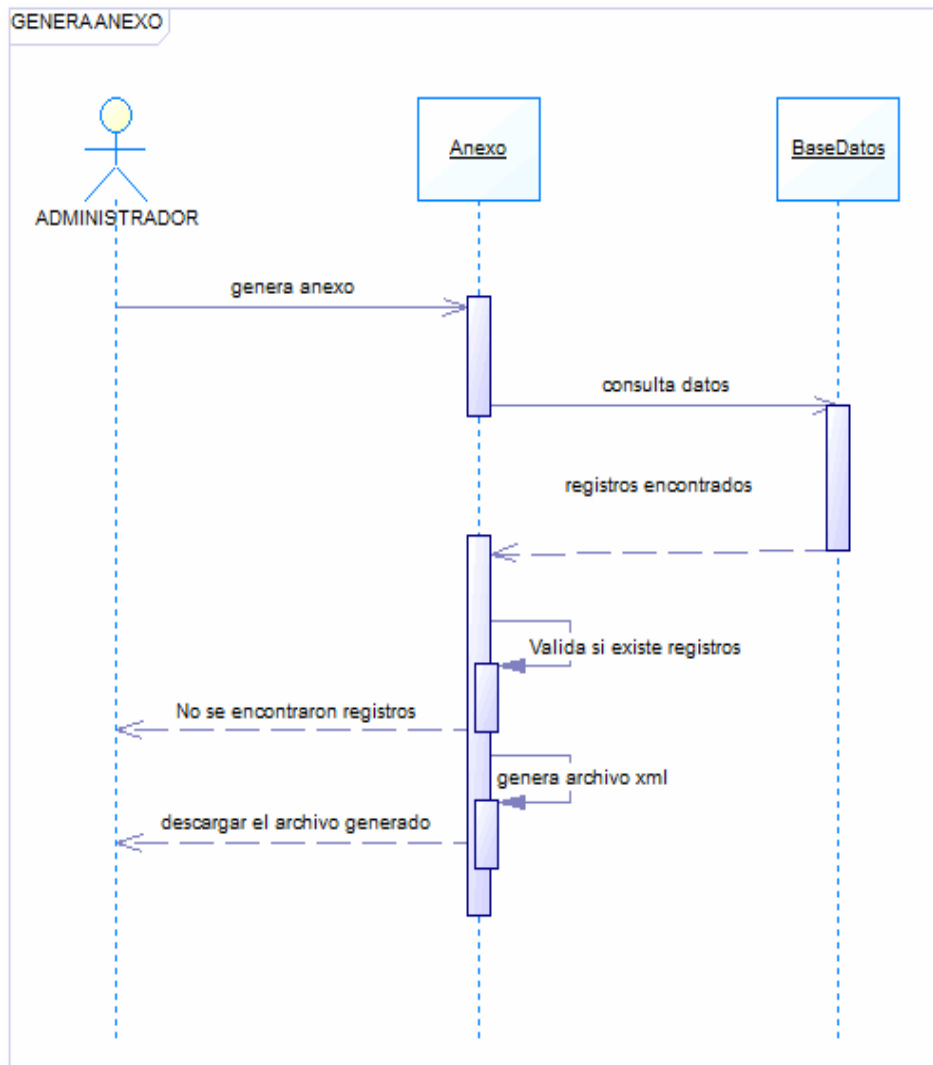 GENERAANEXO
Anexo
BaseDatos
ADMINISTRADOR
genera anexo
consulta datos
registros encontrados
Valida si existe registros
No se encontraron registros
genera archivo xml
descargar el archivo generado